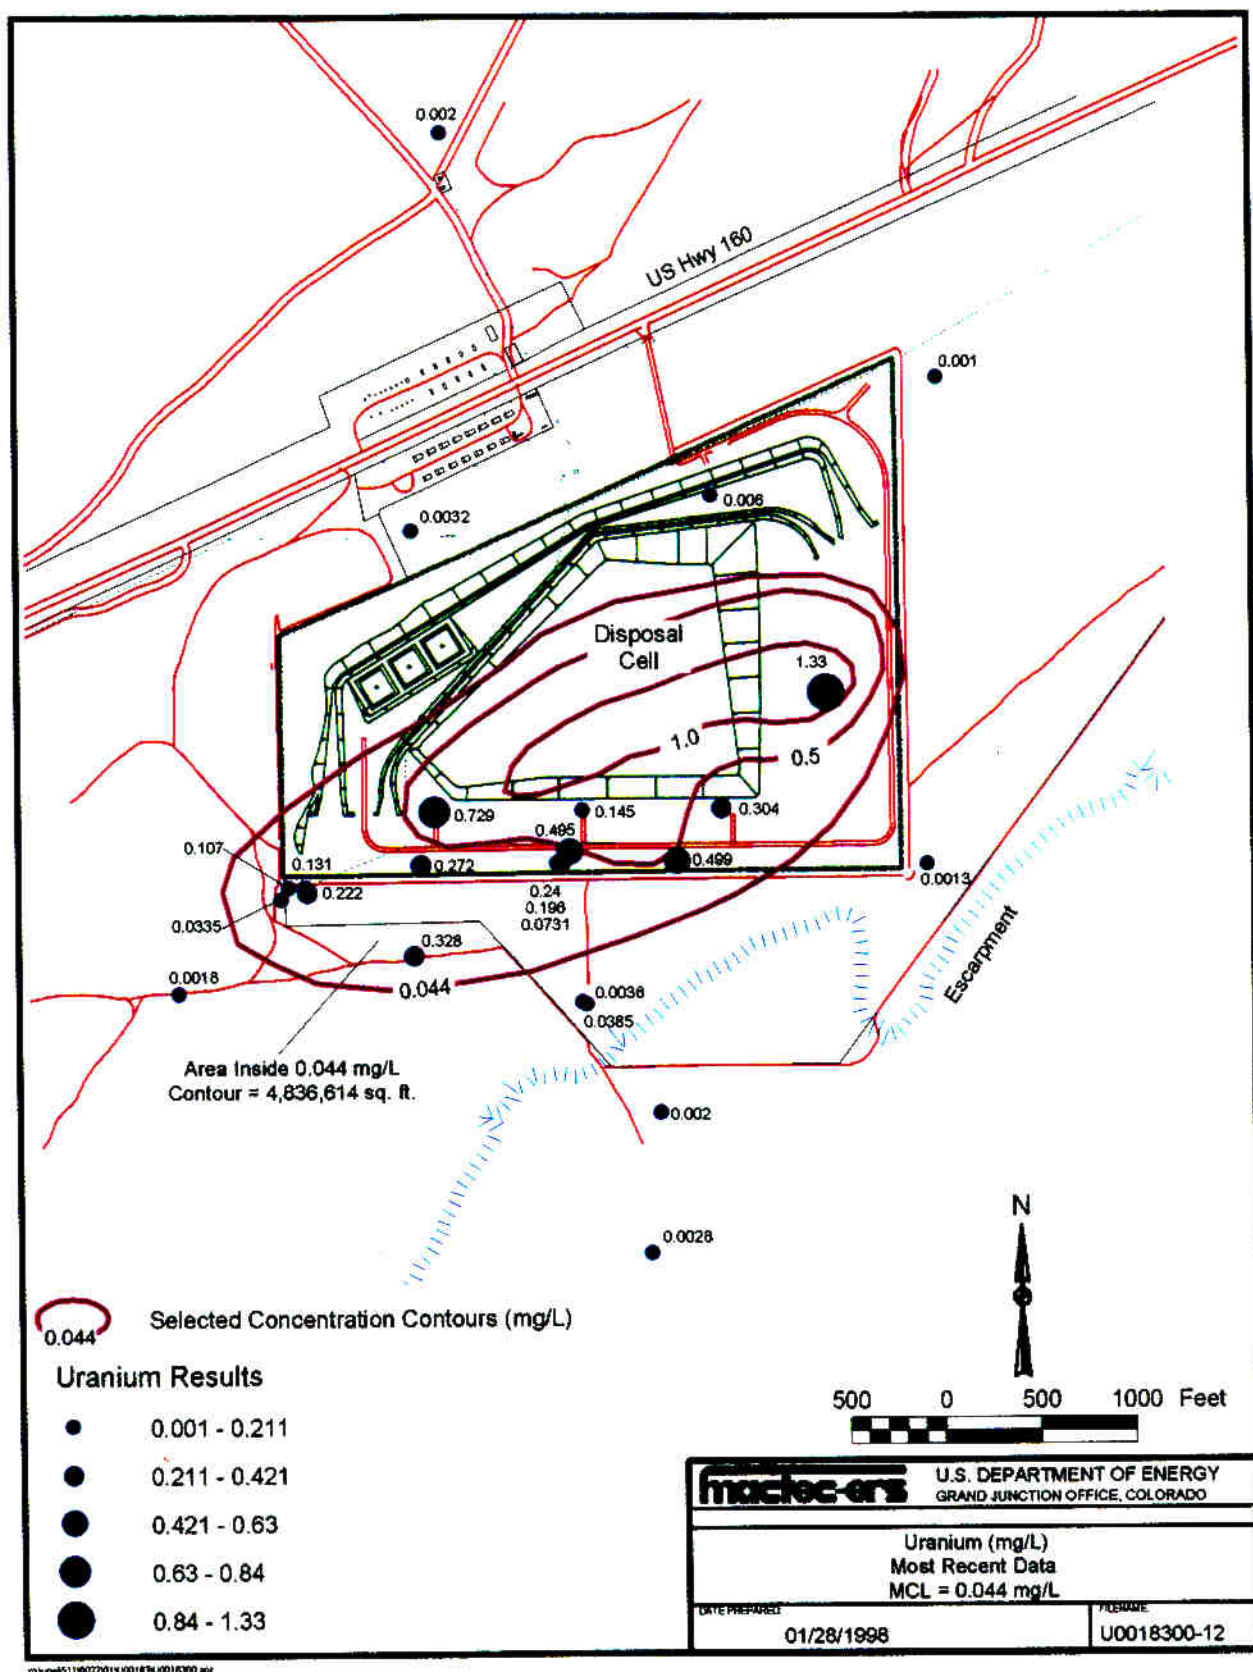 0.002
US Hwy 160
0.001
0.006
0.0032
Disposal
Cell
1.33
1.0
0.5
0.729
0.145
0.304
0.495
0.107
0.131
0.272
0.499
0.222
0.24
0.196
0.0731
0.0013
0.0335
0.328
0.044
0.0018
0.0036
0.0385
Escarpment
Area Inside 0.044 mg/L
Contour = 4,836,614 sq. ft.
0.002
0.0028
N
0.044
Selected Concentration Contours (mg/L)
Uranium Results
0.001 - 0.211
0.211 - 0.421
0.421 - 0.63
0.63 - 0.84
0.84 - 1.33
500 0 500 1000 Feet
mactec-ers
U.S. DEPARTMENT OF ENERGY
GRAND JUNCTION OFFICE, COLORADO
Uranium (mg/L)
Most Recent Data
MCL = 0.044 mg/L
DATE PREPARED:
01/28/1998
FILENAME:
U0018300-12